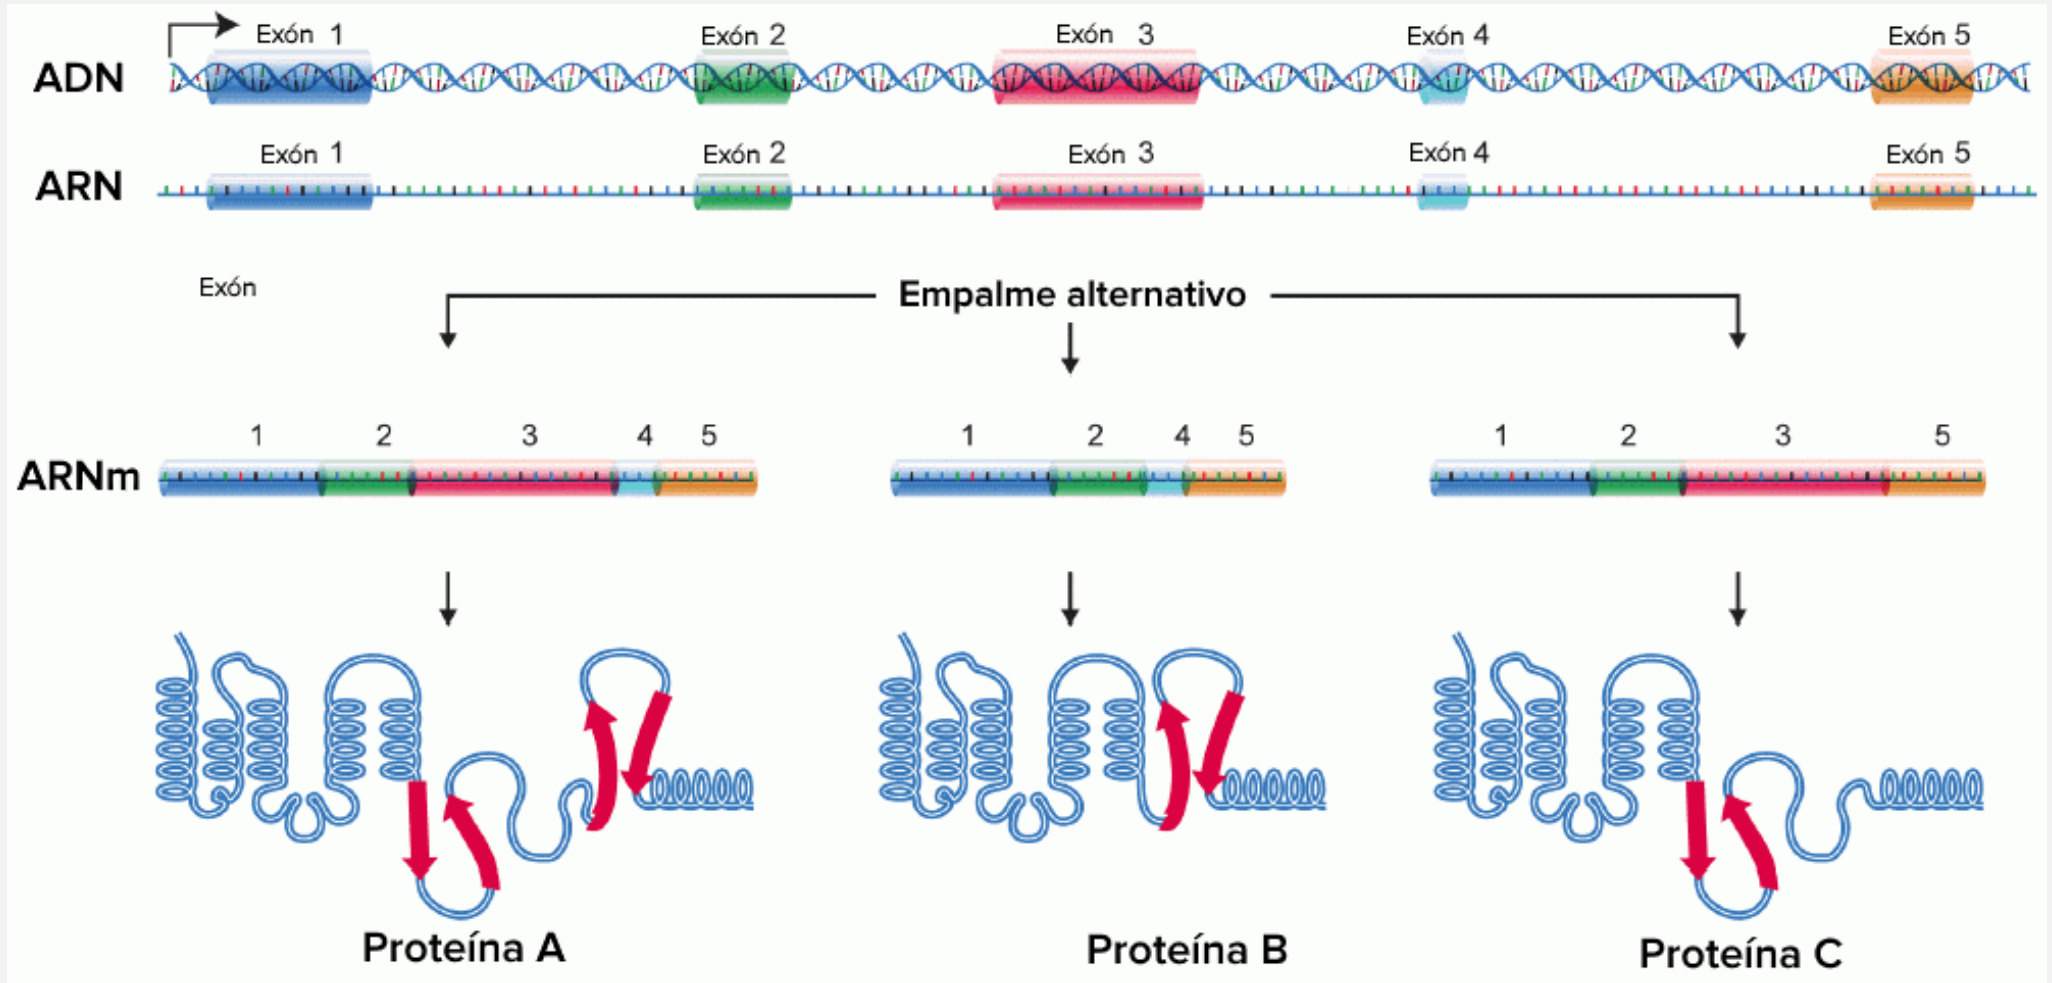 Exón 1 Exón 2 Exón 3 Exón 4 Exón 5
ADN
Exón 1 Exón 2 Exón 3 Exón 4 Exón 5
ARN
Exón
Empalme alternativo
1 2 3 4 5 1 2 4 5 1 2 3 5
ARNm
Proteína A Proteína B Proteína C